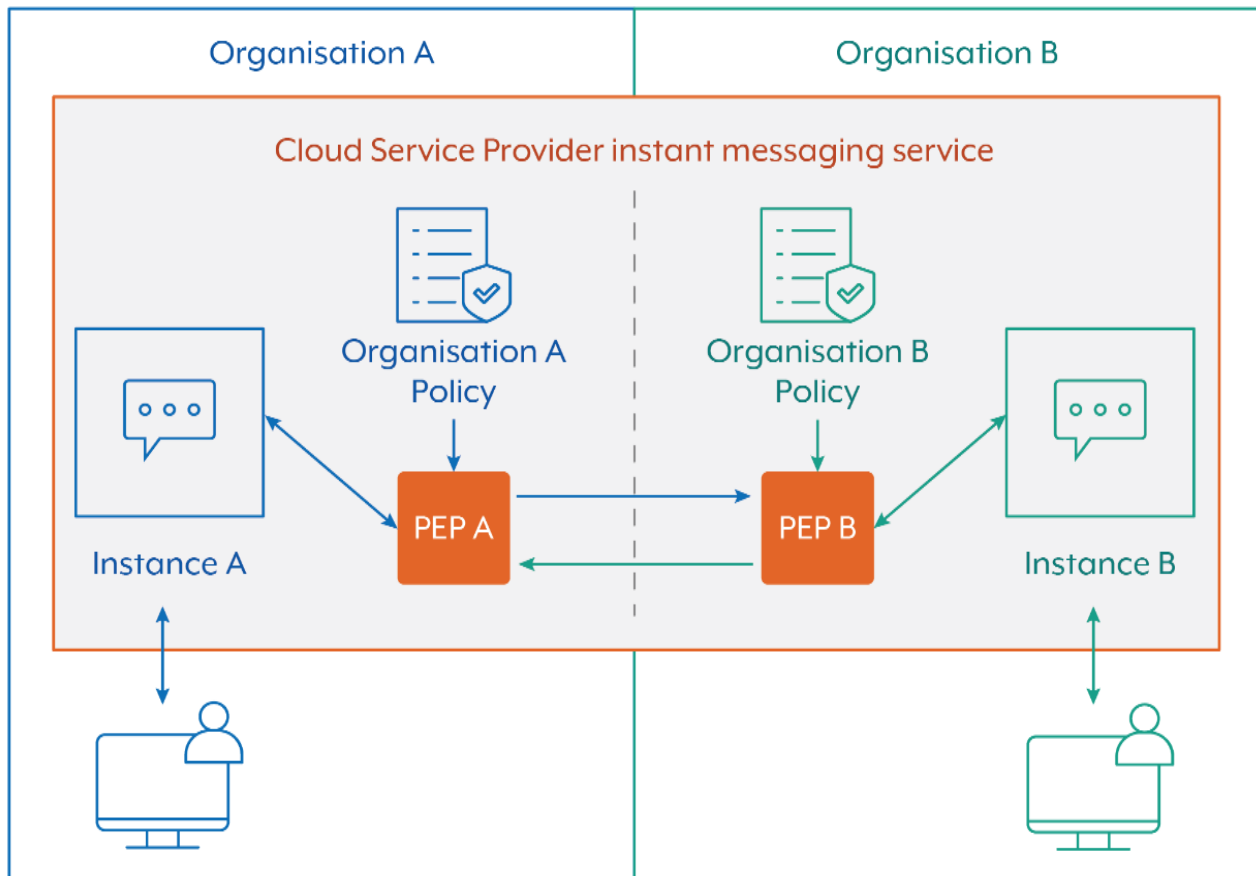 Organisation A
Organisation B
Cloud Service Provider instant messaging service
Organisation A
Policy
Organisation B
Policy
PEP A
PEP B
Instance A
Instance B